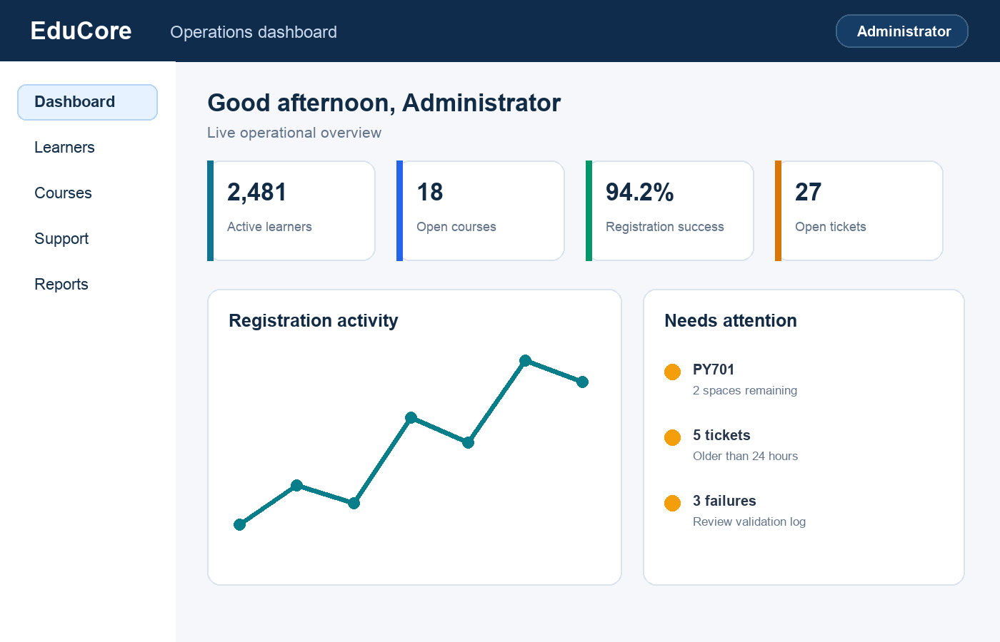 EduCore
Operations dashboard
Administrator
Dashboard
Learners
Courses
Support
Reports
Good afternoon, Administrator
Live operational overview
2,481
Active learners
18
Open courses
94.2%
Registration success
27
Open tickets
Registration activity
Needs attention
PY701
2 spaces remaining
5 tickets
Older than 24 hours
3 failures
Review validation log